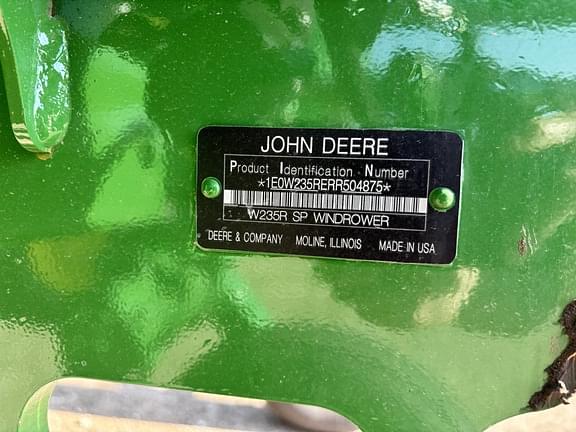 JOHN DEERE
Product Identification Number
*1E0W235RERR504875*
W235R SP WINDROWER
DEERE & COMPANY MOLINE, ILLINOIS MADE IN USA